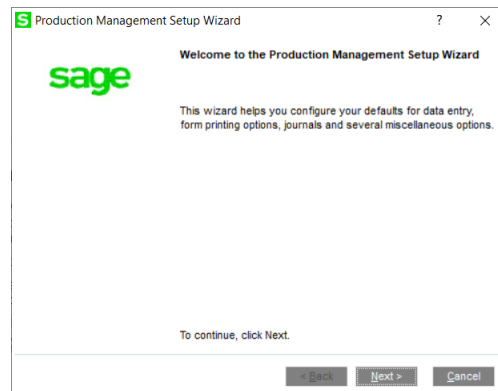 S Production Management Setup Wizard ? ×
sage
Welcome to the Production Management Setup Wizard
This wizard helps you configure your defaults for data entry,
form printing options, journals and several miscellaneous options.
To continue, click Next.
< Back Next > Cancel